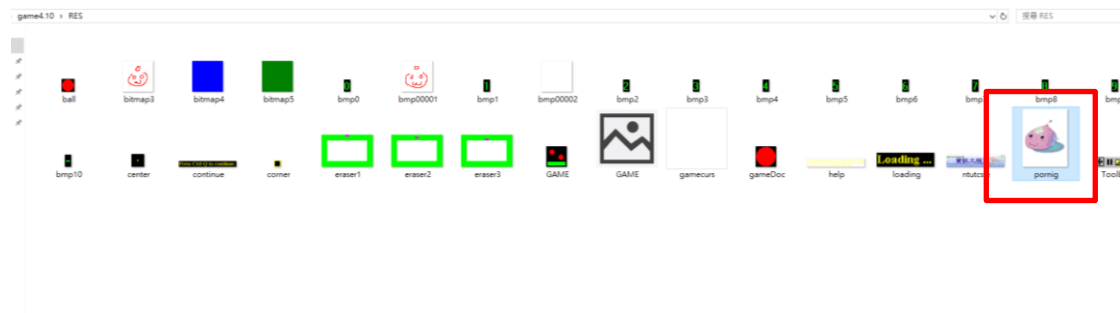 game4.10 › RES
搜尋 RES
ball bitmap3 bitmap4 bitmap5 bmp0 bmp00001 bmp1 bmp00002 bmp2 bmp3 bmp4 bmp5 bmp6 bmp8
Loading ...
bmp10 center continue corner eraser1 eraser2 eraser3 GAME GAME gamecurs gameDoc help loading pornig